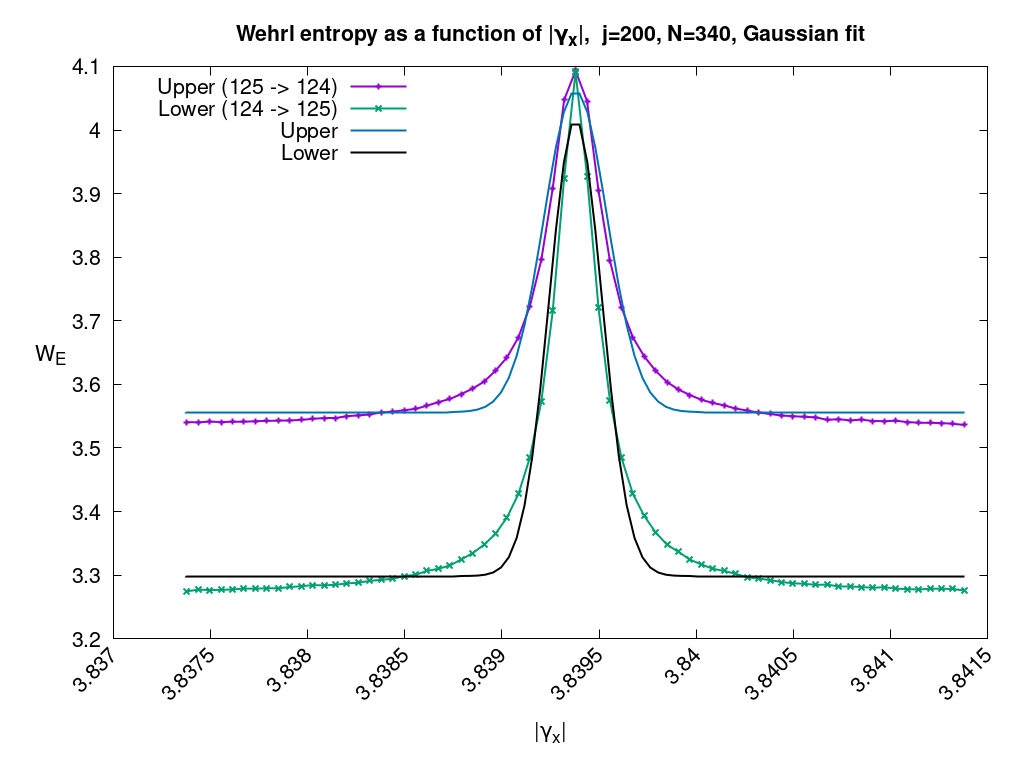 Wehrl entropy as a function of |γx|,  j=200, N=340, Gaussian fit
Upper (125 -> 124)
Lower (124 -> 125)
Upper
Lower
4.1
4
3.9
3.8
3.7
3.6
3.5
3.4
3.3
3.2
WE
3.837
3.8375
3.838
3.8385
3.839
3.8395
3.84
3.8405
3.841
3.8415
|γx|